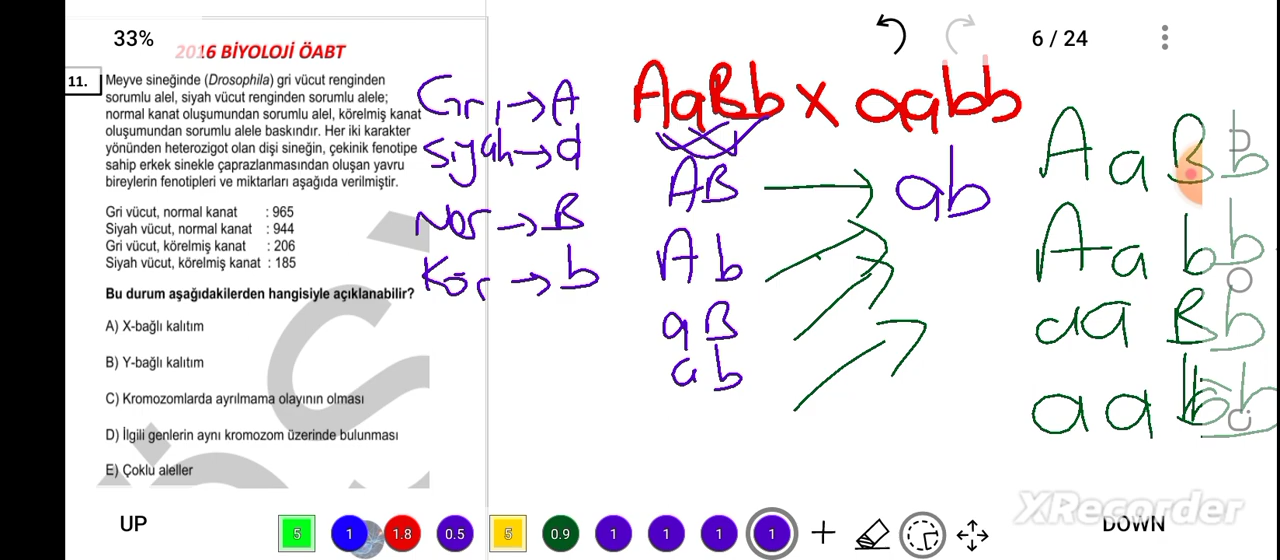 33%
6 / 24
2016 BİYOLOJİ ÖABT
11.
Meyve sineğinde (Drosophila) gri vücut renginden
sorumlu alel, siyah vücut renginden sorumlu alele;
normal kanat oluşumundan sorumlu alel, körelmiş kanat
oluşumundan sorumlu alele baskındır. Her iki karakter
yönünden heterozigot olan dişi sineğin, çekinik fenotipe
sahip erkek sinekle çaprazlanmasından oluşan yavru
bireylerin fenotipleri ve miktarları aşağıda verilmiştir.
Gri vücut, normal kanat : 965
Siyah vücut, normal kanat : 944
Gri vücut, körelmiş kanat : 206
Siyah vücut, körelmiş kanat : 185
Bu durum aşağıdakilerden hangisiyle açıklanabilir?
A) X-bağlı kalıtım
B) Y-bağlı kalıtım
C) Kromozomlarda ayrılmama olayının olması
D) İlgili genlerin aynı kromozom üzerinde bulunması
E) Çoklu aleller
Gri → A
Siyah → a
Nor → B
Kör → b
AaBb x aabb
AB
ab
Ab
aB
ab
AaBb
Aabb
aaBb
aabb
XRecorder
UP
5
1
1.8
0.5
5
0.9
1
1
1
1
DOWN